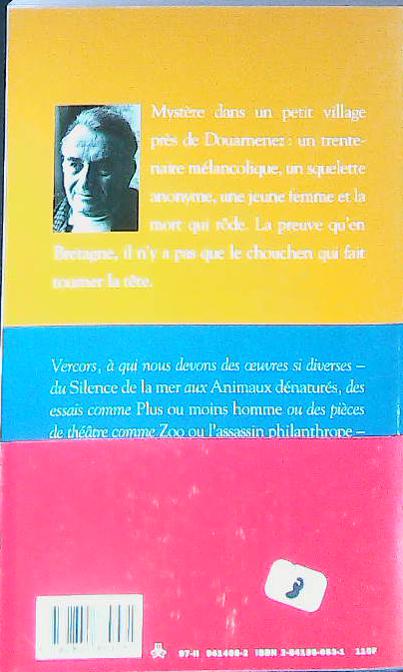 Mystère dans un petit village
près de Douarnenez : un trente-
naire mélancolique, un squelette
anonyme, une jeune femme et la
mort qui rôde. La preuve qu'en
Bretagne, il n'y a pas que le chouchen qui fait
tourner la tête.
Vercors, à qui nous devons des œuvres si diverses –
du Silence de la mer aux Animaux dénaturés, des
essais comme Plus ou moins homme ou des pièces
de théâtre comme Zoo ou l'assassin philanthrope –
97-II ISBN 110F